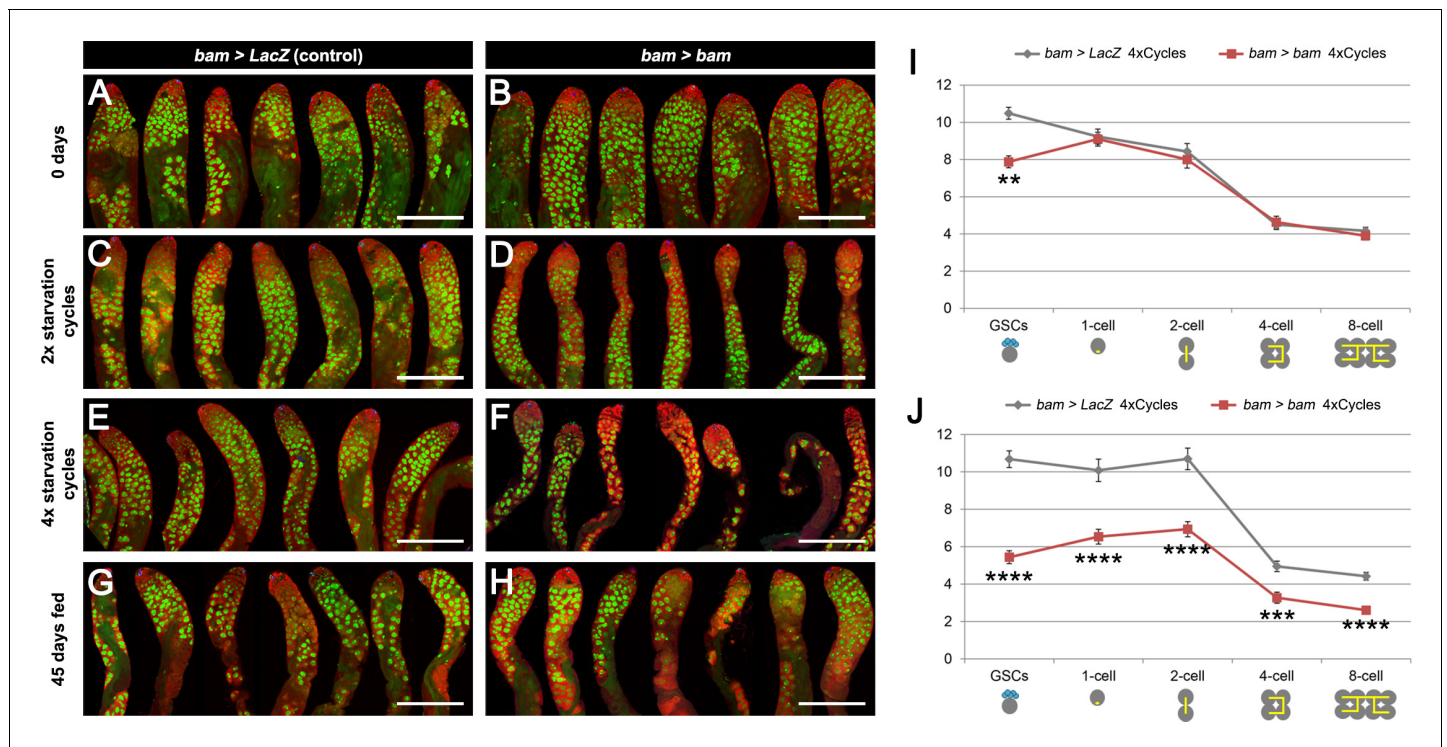 bam > LacZ (control)
bam > bam
0 days
A
B
2x starvation
cycles
C
D
4x starvation
cycles
E
F
45 days fed
G
H
I
bam > LacZ 4xCycles
bam > bam 4xCycles
12
10
8
6
4
2
0
**
GSCs
1-cell
2-cell
4-cell
8-cell
J
bam > LacZ 4xCycles
bam > bam 4xCycles
12
10
8
6
4
2
0
****
****
****
***
****
GSCs
1-cell
2-cell
4-cell
8-cell